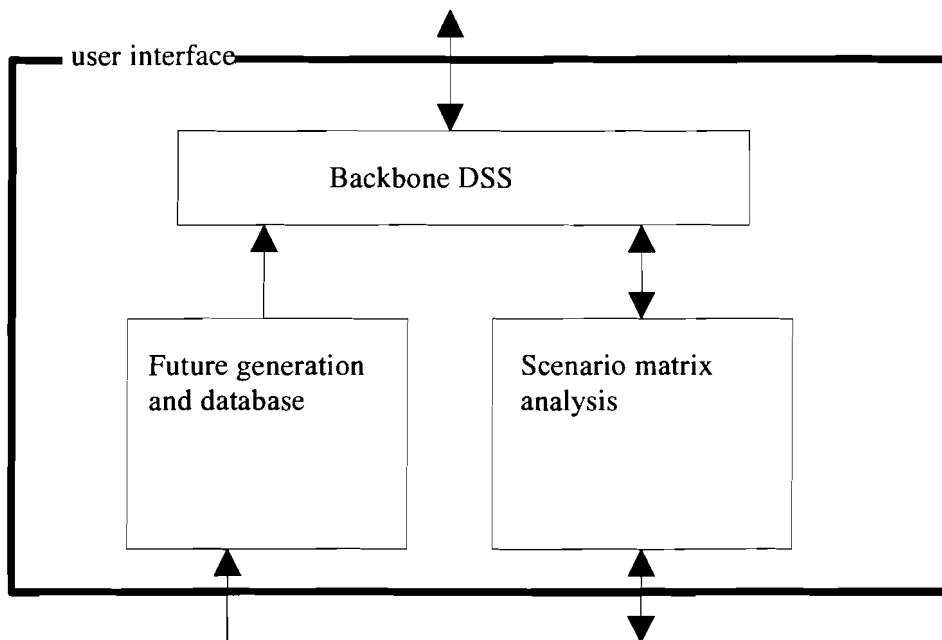 user interface
Backbone DSS
Future generation
and database
Scenario matrix
analysis